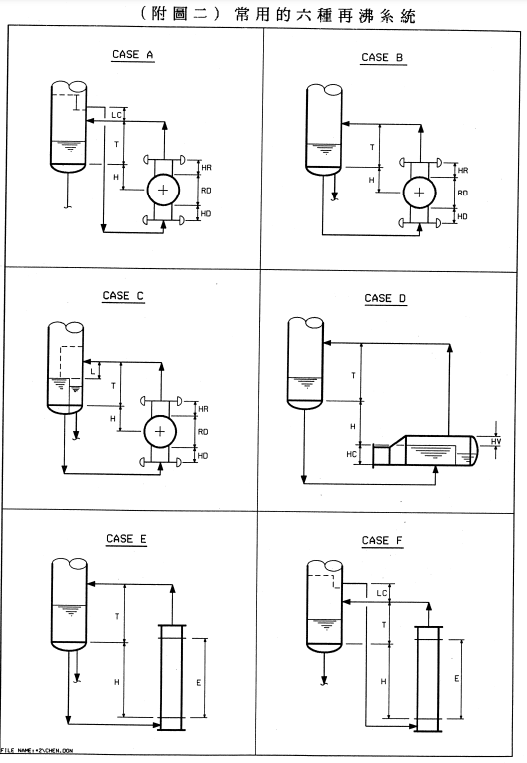 (附圖二) 常用的六種再沸系統
CASE A
LC
T
H
HR
RD
HD
CASE B
T
H
HR
RD
HD
CASE C
L
T
H
HR
RD
HD
CASE D
T
H
HC
HV
CASE E
T
H
E
CASE F
LC
T
H
E
FILE NAME:*2\CHEN.DGN